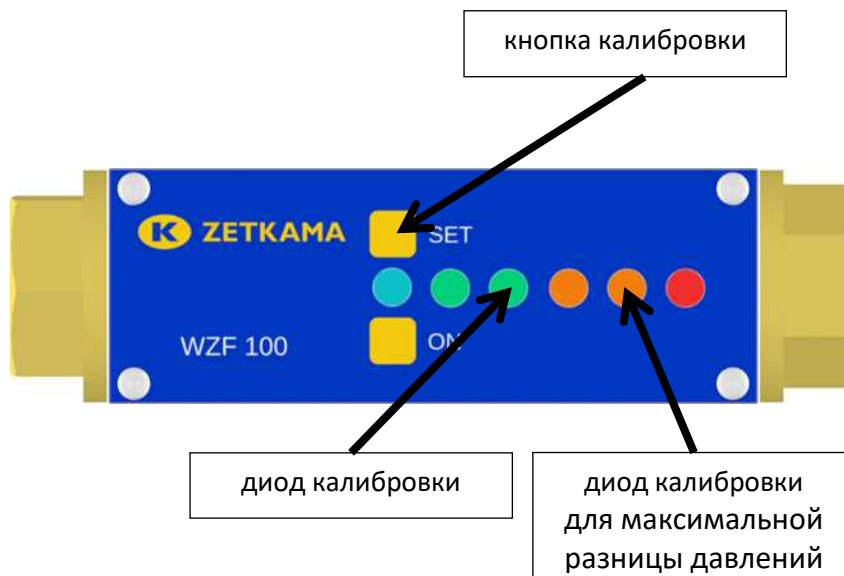 кнопка калибровки
K ZETKAMA
SET
WZF 100
ON
диод калибровки
диод калибровки
для максимальной
разницы давлений